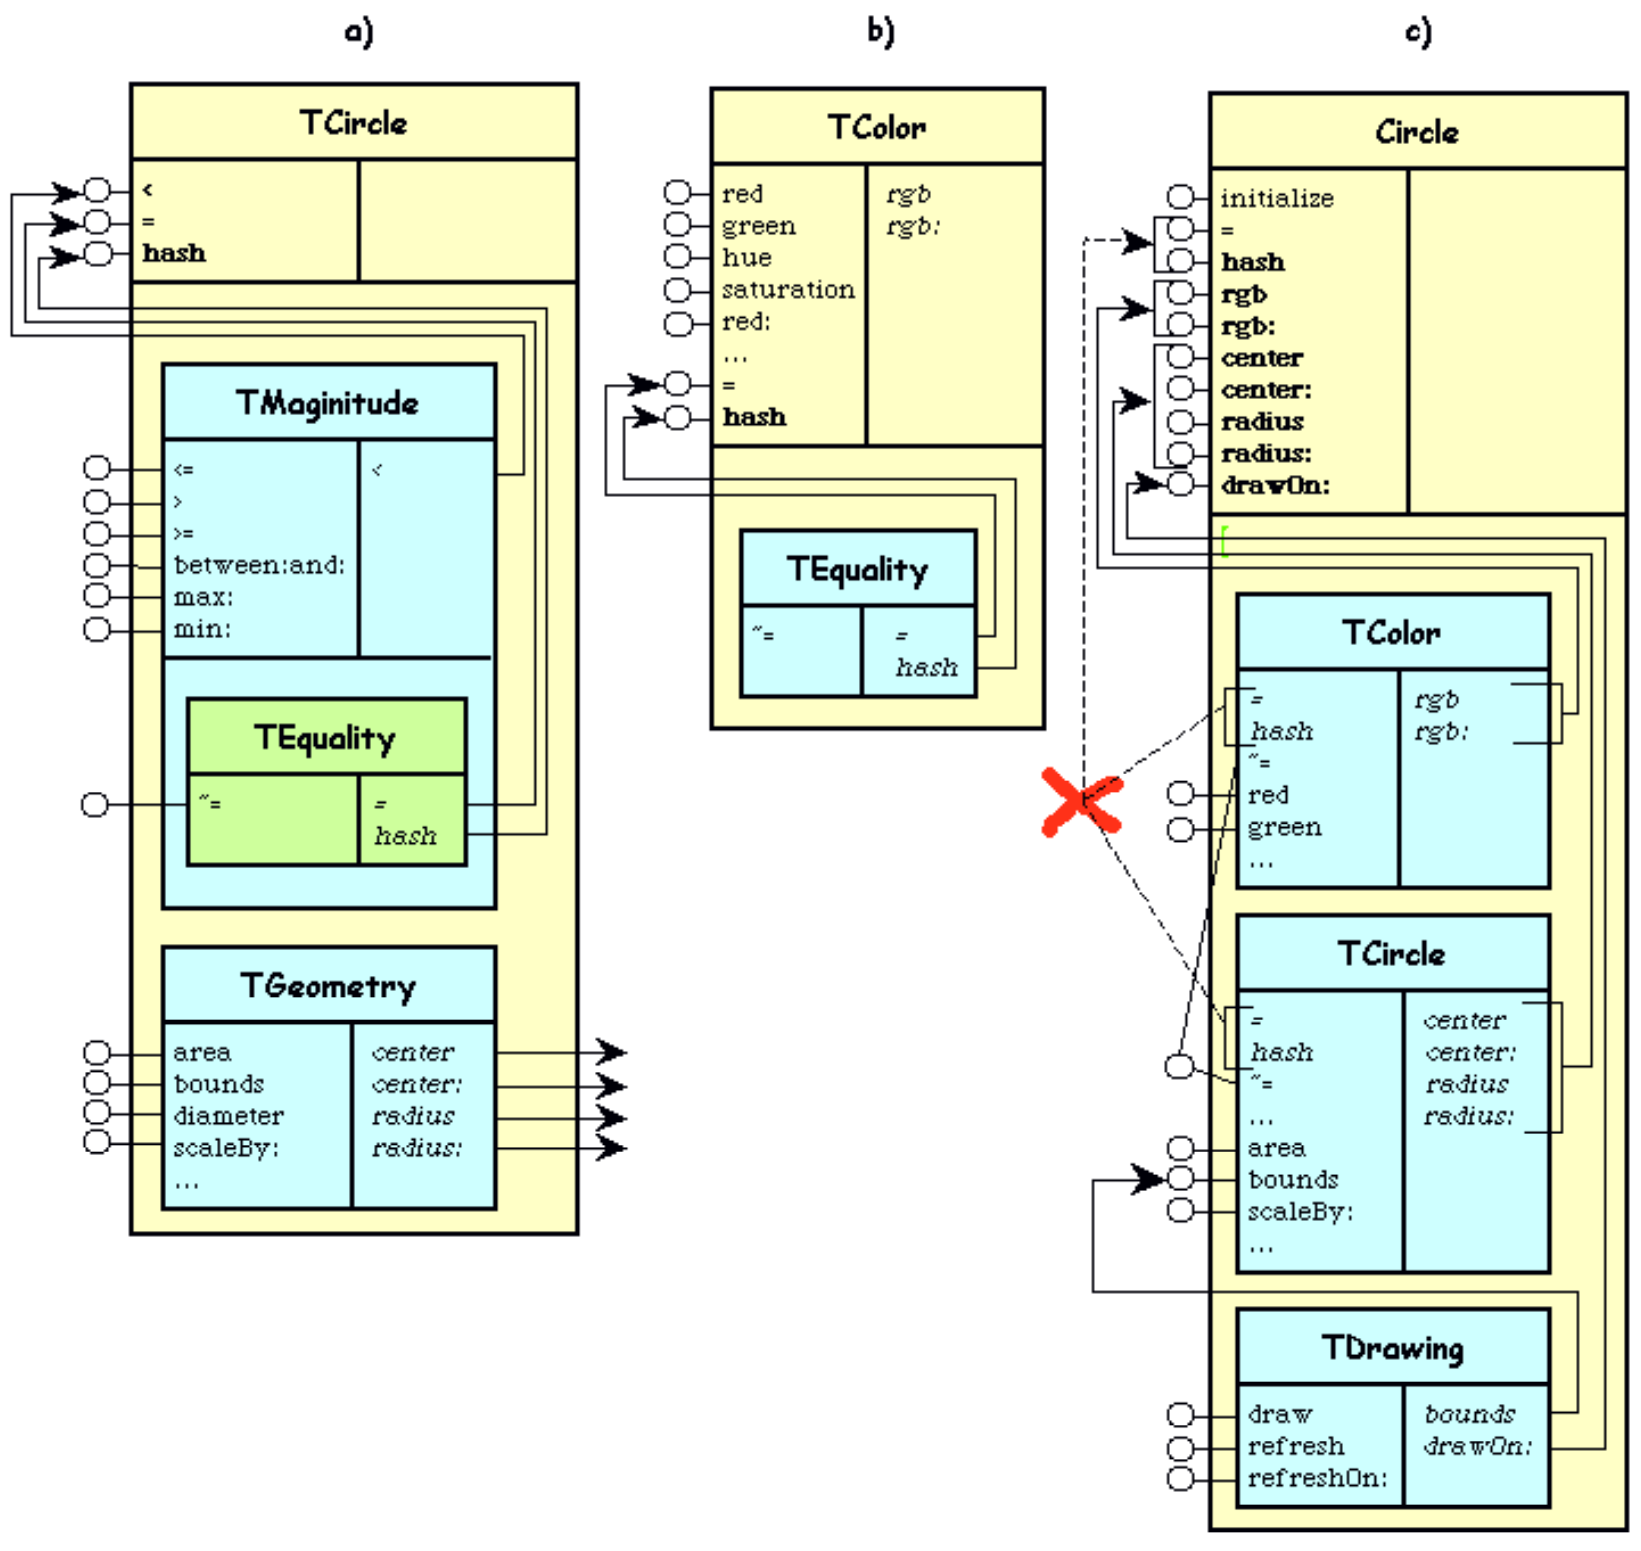 a)
TCircle
<
=
hash
TMaginitude
<=
<
>
>=
between:and:
max:
min:
TEquality
~=
=
hash
TGeometry
area
center
bounds
center:
diameter
radius
scaleBy:
radius:
...
b)
TColor
red
rgb
green
rgb:
hue
saturation
red:
...
=
hash
TEquality
~=
=
hash
c)
Circle
initialize
=
hash
rgb
rgb:
center
center:
radius
radius:
drawOn:
TColor
=
rgb
hash
rgb:
~=
red
green
...
TCircle
=
center
hash
center:
~=
radius
...
radius:
area
bounds
scaleBy:
...
TDrawing
draw
bounds
refresh
drawOn:
refreshOn: